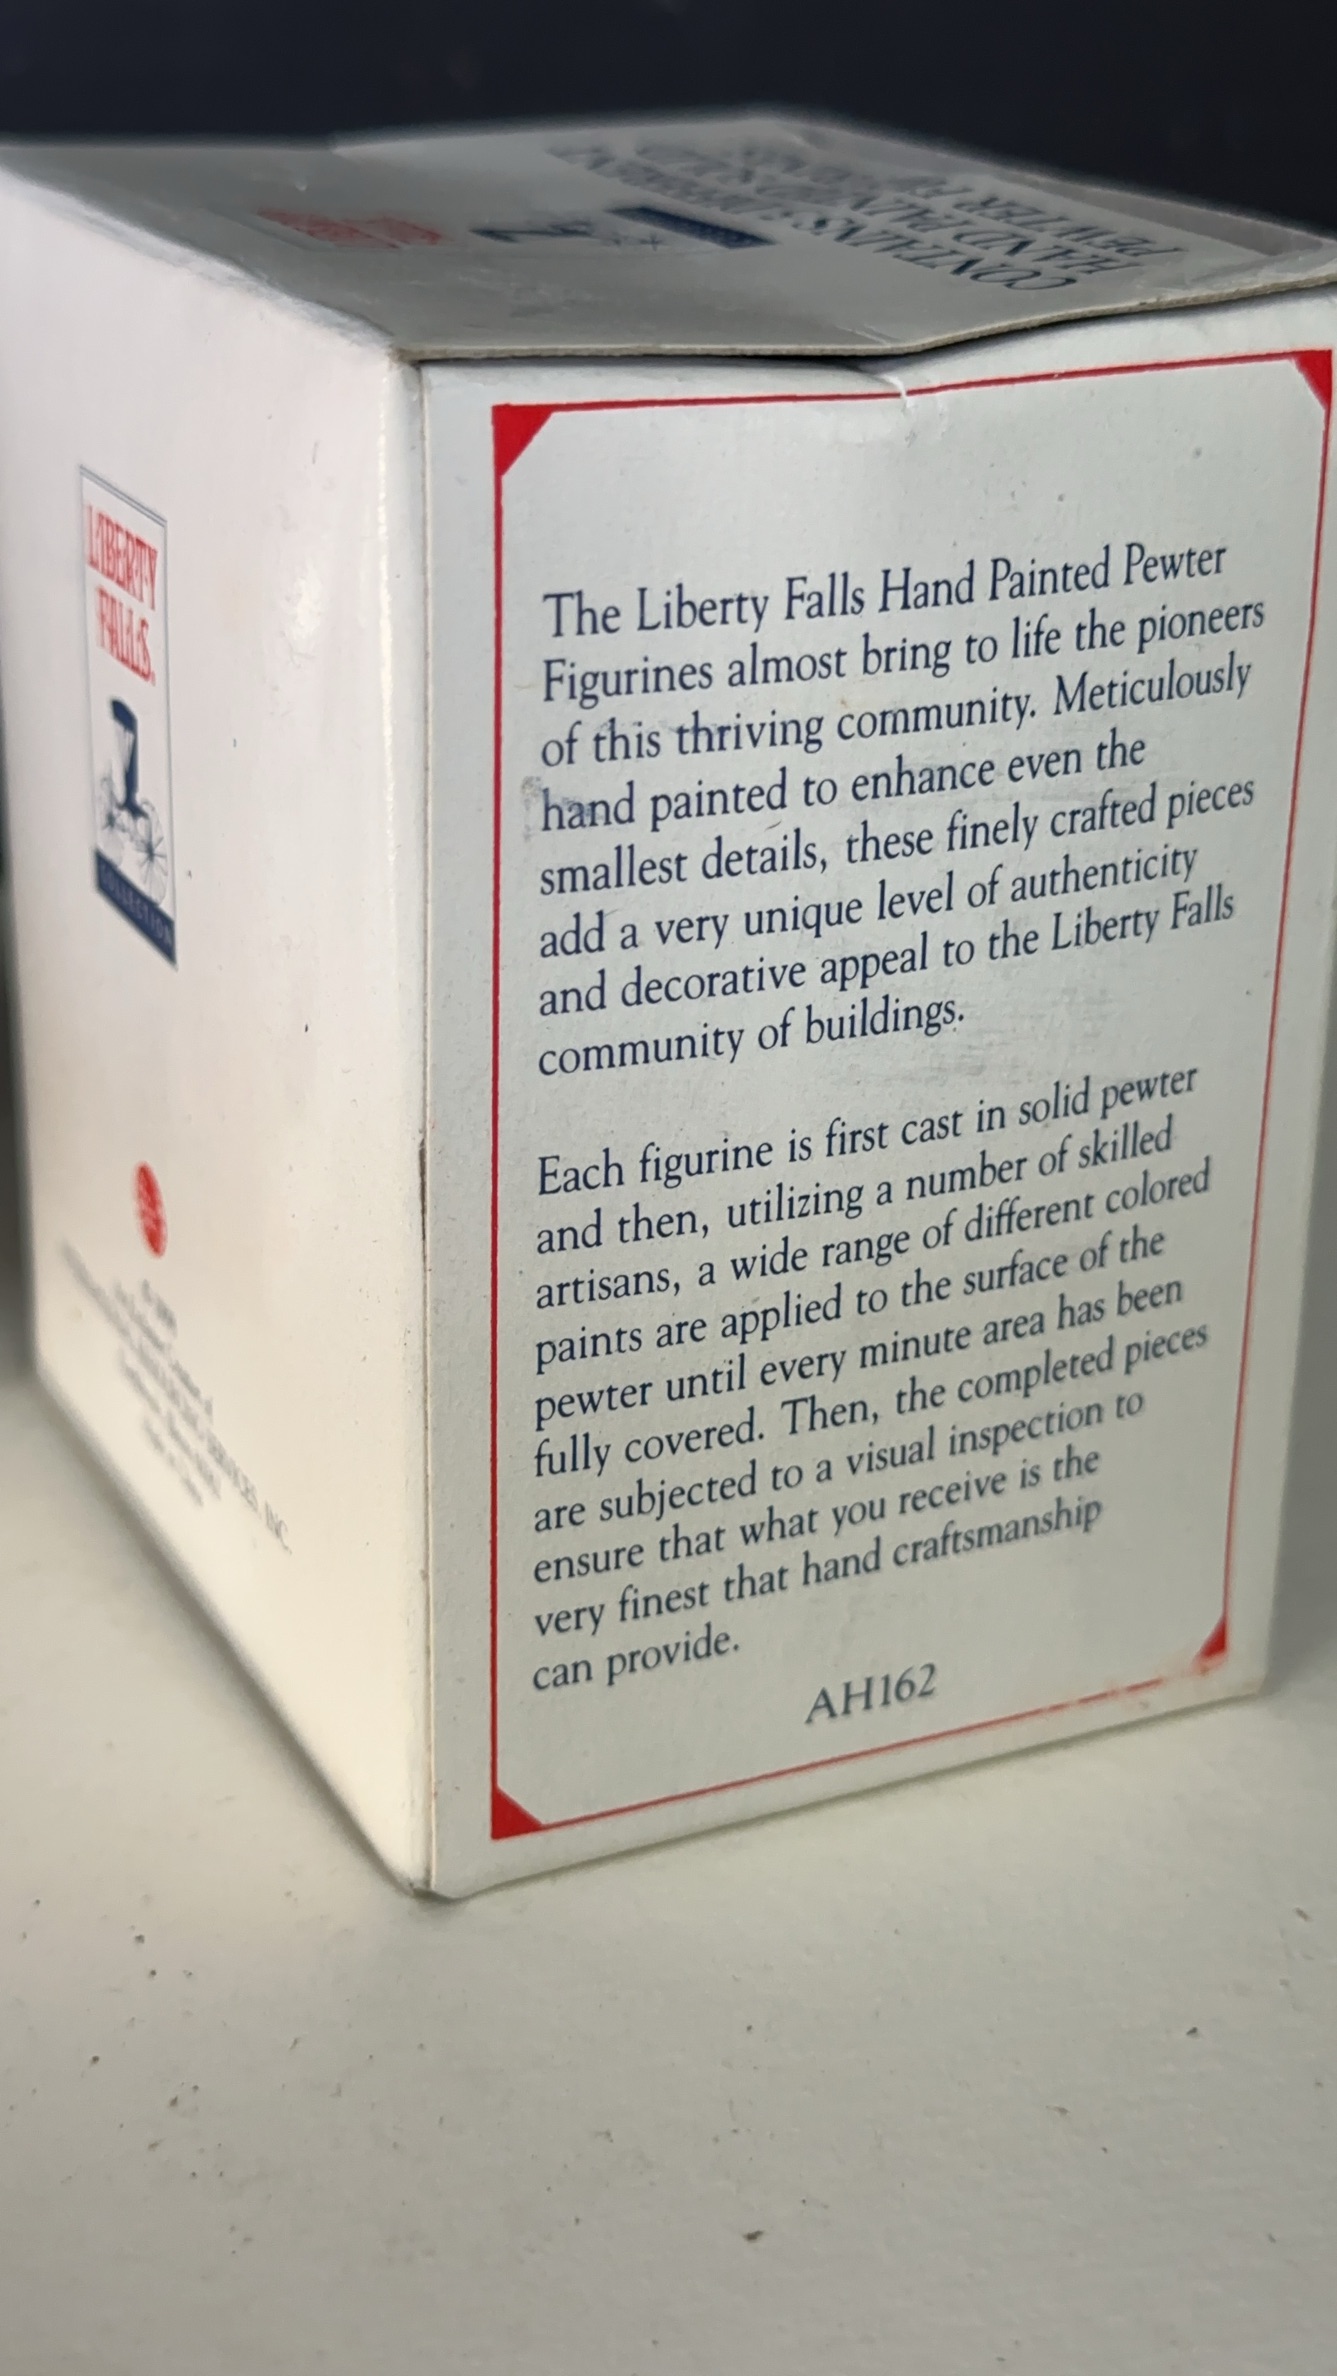 CONTAINS
HAND PAINTED
PEWTER
LIBERTY
FALLS
COLLECTION
The Liberty Falls Hand Painted Pewter
Figurines almost bring to life the pioneers
of this thriving community. Meticulously
hand painted to enhance even the
smallest details, these finely crafted pieces
add a very unique level of authenticity
and decorative appeal to the Liberty Falls
community of buildings.
Each figurine is first cast in solid pewter
and then, utilizing a number of skilled
artisans, a wide range of different colored
paints are applied to the surface of the
pewter until every minute area has been
fully covered. Then, the completed pieces
are subjected to a visual inspection to
ensure that what you receive is the
very finest that hand craftsmanship
can provide.
AH162